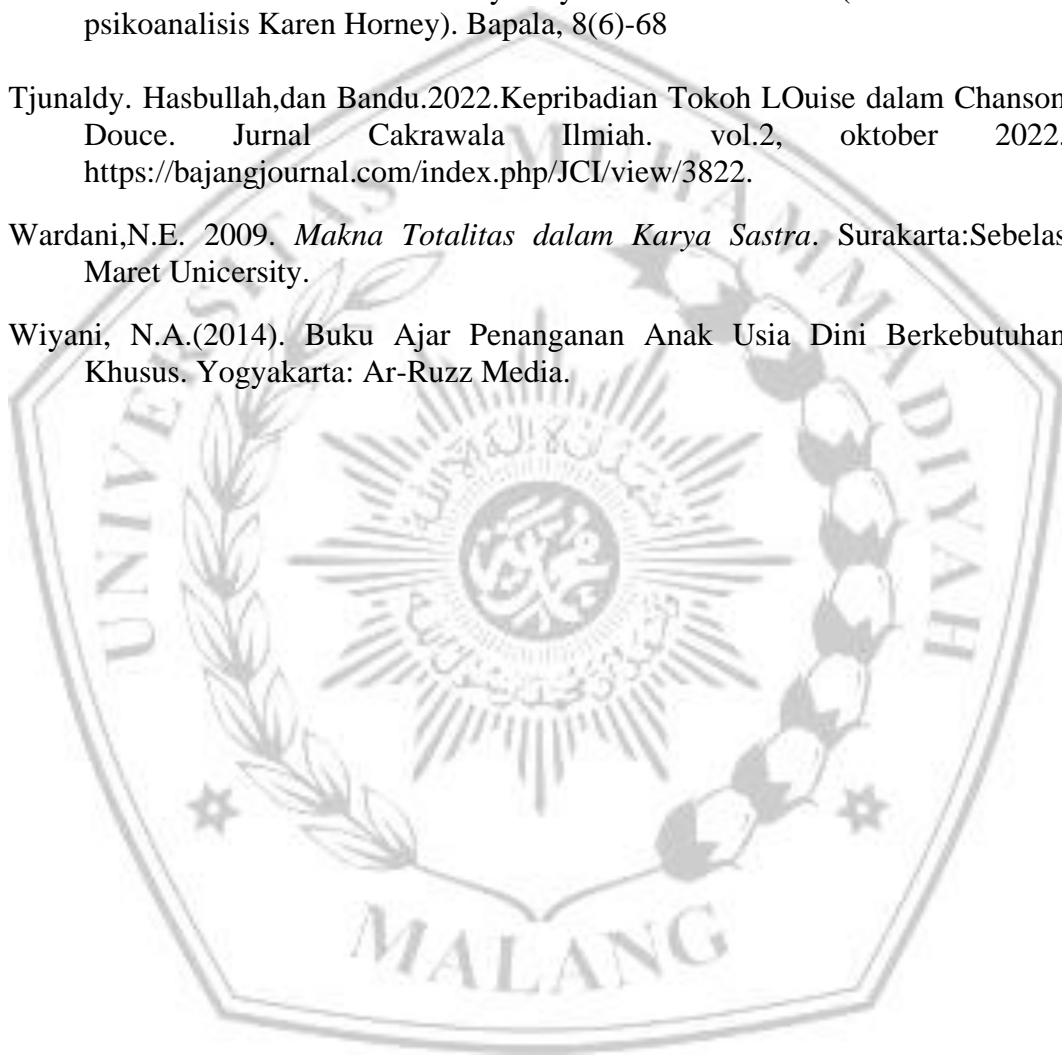 psikoanalisis Karen Horney). Bapala, 8(6)-68
Tjunaldy. Hasbullah,dan Bandu.2022.Kepribadian Tokoh LOuise dalam Chanson
Douce. Jurnal Cakrawala Ilmiah. vol.2, oktober 2022.
https://bajangjournal.com/index.php/JCI/view/3822.
Wardani,N.E. 2009. Makna Totalitas dalam Karya Sastra. Surakarta:Sebelas
Maret Unicersity.
Wiyani, N.A.(2014). Buku Ajar Penanganan Anak Usia Dini Berkebutuhan
Khusus. Yogyakarta: Ar-Ruzz Media.
UNIVERSITAS MUHAMMADIYAH
MALANG